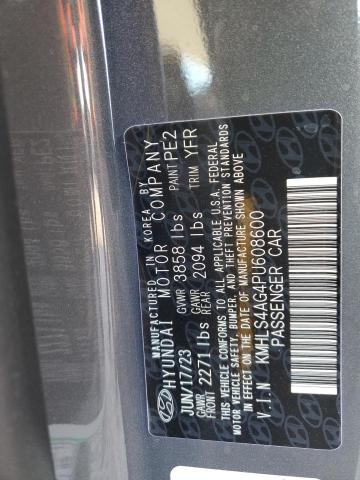 MANUFACTURED IN KOREA BY
HYUNDAI MOTOR COMPANY
JUN/17/23 GVWR 3858 lbs PAINT PE2
GAWR FRONT 2271 lbs GAWR REAR 2094 lbs TRIM YFR
THIS VEHICLE CONFORMS TO ALL APPLICABLE U.S.A. FEDERAL
MOTOR VEHICLE SAFETY, BUMPER, AND THEFT PREVENTION STANDARDS
IN EFFECT ON THE DATE OF MANUFACTURE SHOWN ABOVE
V.I.N KMHLS4AG4PU608600
PASSENGER CAR